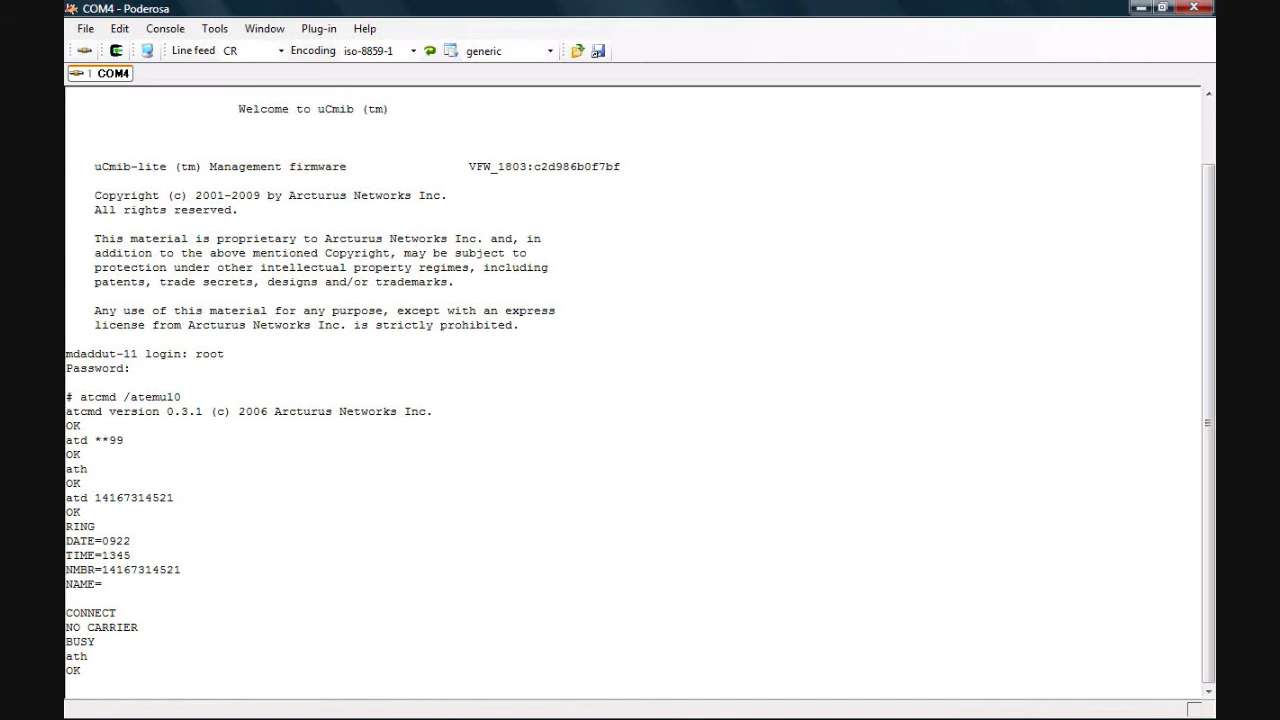 COM4 - Poderosa
File Edit Console Tools Window Plug-in Help
Line feed CR Encoding iso-8859-1 generic
1 COM4
Welcome to uCmib (tm)
uCmib-lite (tm) Management firmware VFW_1803:c2d986b0f7bf
Copyright (c) 2001-2009 by Arcturus Networks Inc.
All rights reserved.
This material is proprietary to Arcturus Networks Inc. and, in
addition to the above mentioned Copyright, may be subject to
protection under other intellectual property regimes, including
patents, trade secrets, designs and/or trademarks.
Any use of this material for any purpose, except with an express
license from Arcturus Networks Inc. is strictly prohibited.
mdaddut-11 login: root
Password:
# atcmd /atemul0
atcmd version 0.3.1 (c) 2006 Arcturus Networks Inc.
OK
atd **99
OK
ath
OK
atd 14167314521
OK
RING
DATE=0922
TIME=1345
NMBR=14167314521
NAME=
CONNECT
NO CARRIER
BUSY
ath
OK